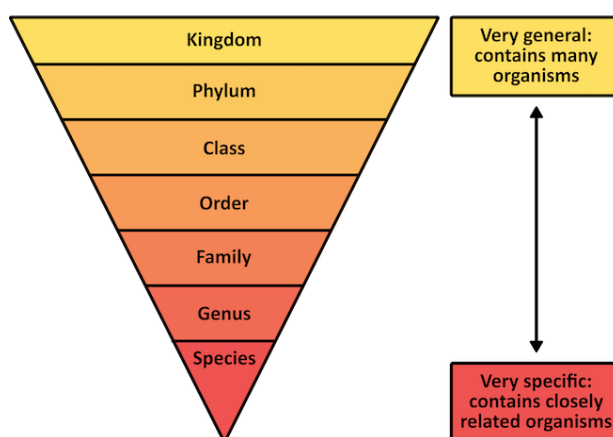 Kingdom
Phylum
Class
Order
Family
Genus
Species
Very general:
contains many
organisms
Very specific:
contains closely
related organisms